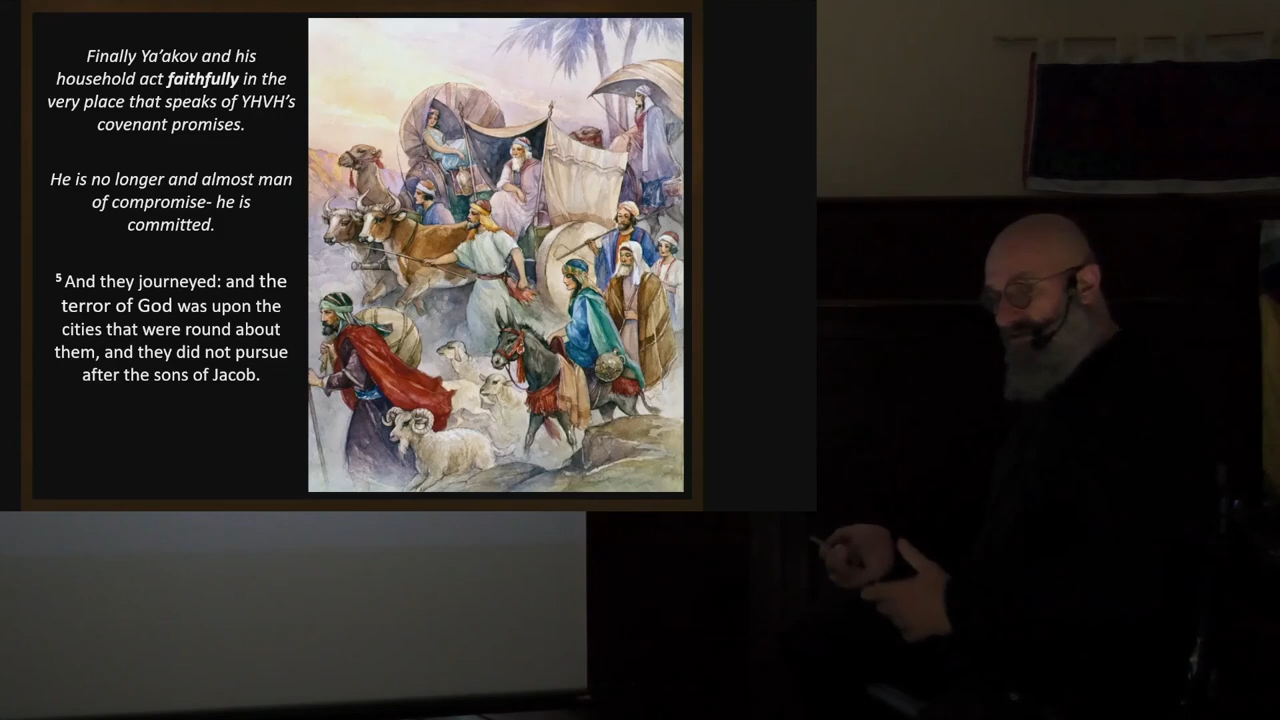 Finally Ya’akov and his
household act faithfully in the
very place that speaks of YHVH’s
covenant promises.
He is no longer and almost man
of compromise- he is
committed.
5 And they journeyed: and the
terror of God was upon the
cities that were round about
them, and they did not pursue
after the sons of Jacob.